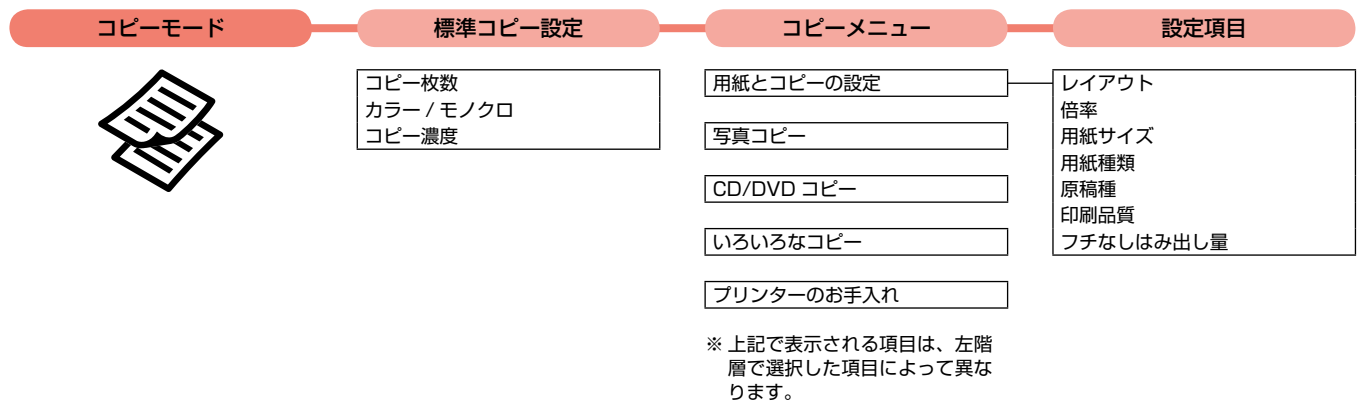 コピーモード
標準コピー設定
コピーメニュー
設定項目
コピー枚数
カラー / モノクロ
コピー濃度
用紙とコピーの設定
写真コピー
CD/DVD コピー
いろいろなコピー
プリンターのお手入れ
※ 上記で表示される項目は、左階
層で選択した項目によって異な
ります。
レイアウト
倍率
用紙サイズ
用紙種類
原稿種
印刷品質
フチなしはみ出し量